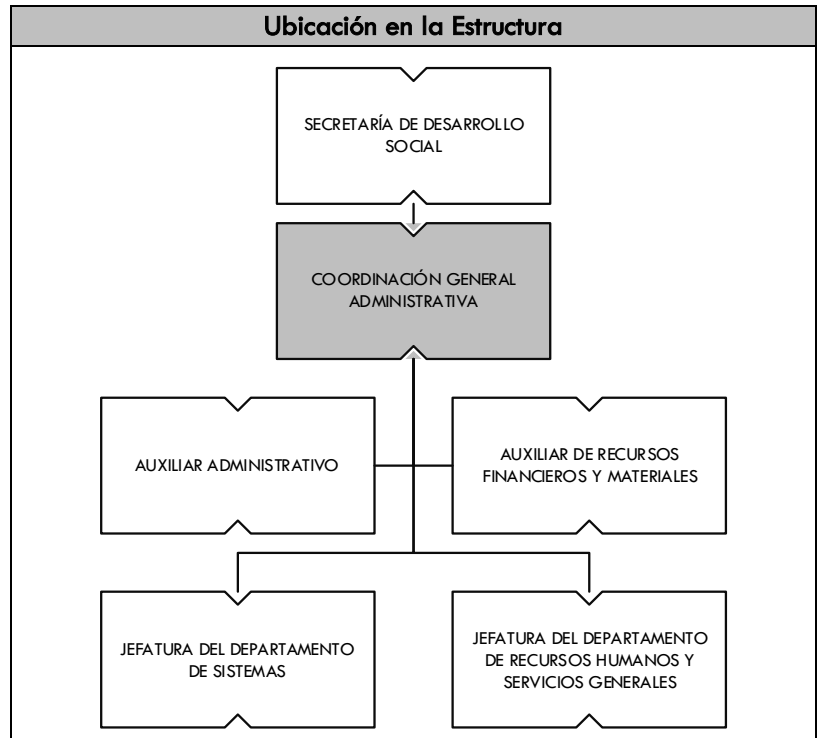 Ubicación en la Estructura
SECRETARÍA DE DESARROLLO
SOCIAL
COORDINACIÓN GENERAL
ADMINISTRATIVA
AUXILIAR ADMINISTRATIVO
AUXILIAR DE RECURSOS
FINANCIEROS Y MATERIALES
JEFATURA DEL DEPARTAMENTO
DE SISTEMAS
JEFATURA DEL DEPARTAMENTO
DE RECURSOS HUMANOS Y
SERVICIOS GENERALES